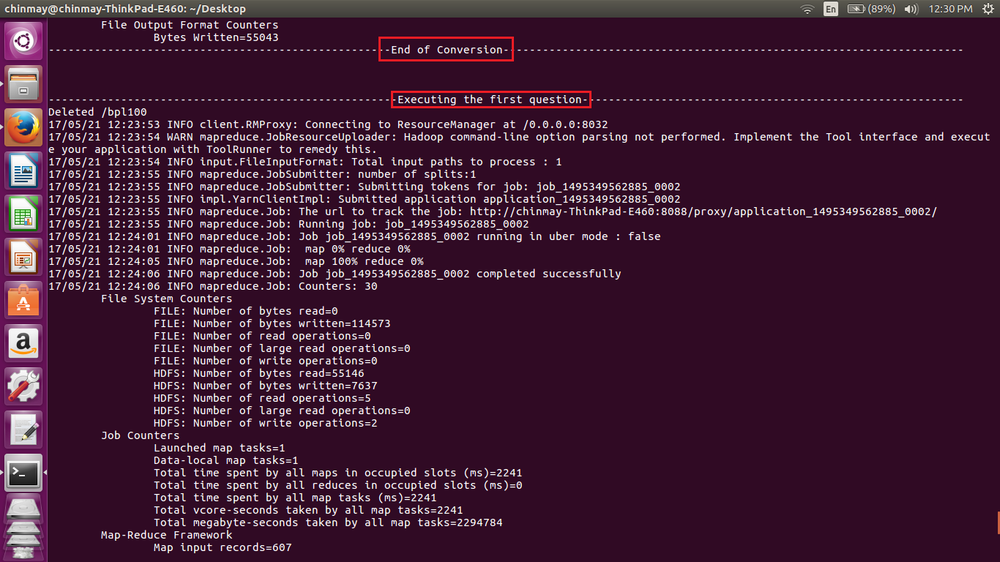 chinmay@chinmay-ThinkPad-E460: ~/Desktop
En
(89%)
12:30 PM
File Output Format Counters
Bytes Written=55043
----------------------------------------------------End of Conversion----------------------------------------------------------------------
-----------------------------------------------------Executing the first question----------------------------------------------------------
Deleted /bpl100
17/05/21 12:23:53 INFO client.RMProxy: Connecting to ResourceManager at /0.0.0.0:8032
17/05/21 12:23:54 WARN mapreduce.JobResourceUploader: Hadoop command-line option parsing not performed. Implement the Tool interface and execut
e your application with ToolRunner to remedy this.
17/05/21 12:23:54 INFO input.FileInputFormat: Total input paths to process : 1
17/05/21 12:23:55 INFO mapreduce.JobSubmitter: number of splits:1
17/05/21 12:23:55 INFO mapreduce.JobSubmitter: Submitting tokens for job: job_1495349562885_0002
17/05/21 12:23:55 INFO impl.YarnClientImpl: Submitted application application_1495349562885_0002
17/05/21 12:23:55 INFO mapreduce.Job: The url to track the job: http://chinmay-ThinkPad-E460:8088/proxy/application_1495349562885_0002/
17/05/21 12:23:55 INFO mapreduce.Job: Running job: job_1495349562885_0002
17/05/21 12:24:01 INFO mapreduce.Job: Job job_1495349562885_0002 running in uber mode : false
17/05/21 12:24:01 INFO mapreduce.Job:  map 0% reduce 0%
17/05/21 12:24:05 INFO mapreduce.Job:  map 100% reduce 0%
17/05/21 12:24:06 INFO mapreduce.Job: Job job_1495349562885_0002 completed successfully
17/05/21 12:24:06 INFO mapreduce.Job: Counters: 30
File System Counters
FILE: Number of bytes read=0
FILE: Number of bytes written=114573
FILE: Number of read operations=0
FILE: Number of large read operations=0
FILE: Number of write operations=0
HDFS: Number of bytes read=55146
HDFS: Number of bytes written=7637
HDFS: Number of read operations=5
HDFS: Number of large read operations=0
HDFS: Number of write operations=2
Job Counters
Launched map tasks=1
Data-local map tasks=1
Total time spent by all maps in occupied slots (ms)=2241
Total time spent by all reduces in occupied slots (ms)=0
Total time spent by all map tasks (ms)=2241
Total vcore-seconds taken by all map tasks=2241
Total megabyte-seconds taken by all map tasks=2294784
Map-Reduce Framework
Map input records=607